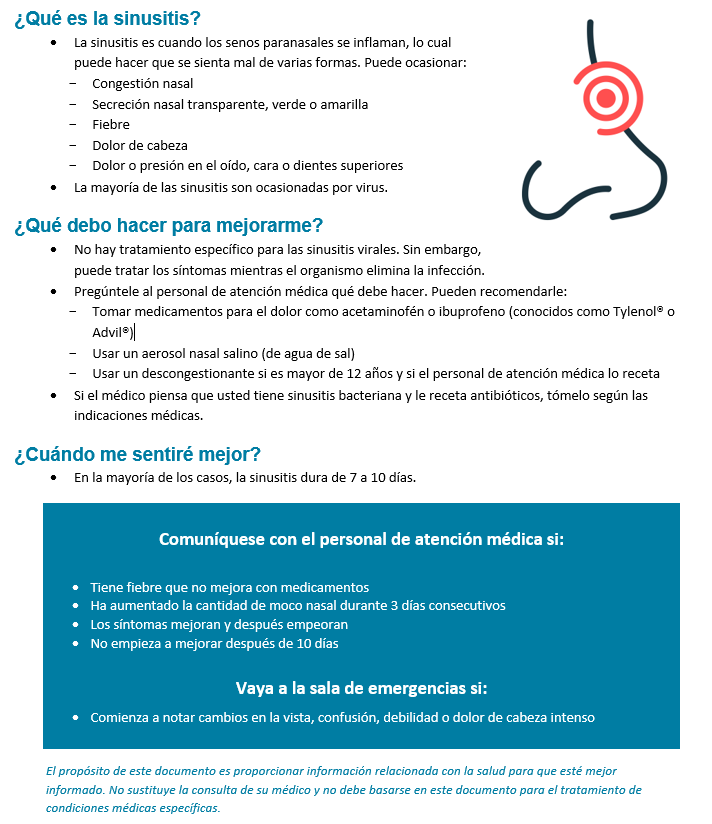 ¿Qué es la sinusitis?
• La sinusitis es cuando los senos paranasales se inflaman, lo cual
puede hacer que se sienta mal de varias formas. Puede ocasionar:
− Congestión nasal
− Secreción nasal transparente, verde o amarilla
− Fiebre
− Dolor de cabeza
− Dolor o presión en el oído, cara o dientes superiores
• La mayoría de las sinusitis son ocasionadas por virus.
¿Qué debo hacer para mejorarme?
• No hay tratamiento específico para las sinusitis virales. Sin embargo,
puede tratar los síntomas mientras el organismo elimina la infección.
• Pregúntele al personal de atención médica qué debe hacer. Pueden recomendarle:
− Tomar medicamentos para el dolor como acetaminofén o ibuprofeno (conocidos como Tylenol® o
Advil®)
− Usar un aerosol nasal salino (de agua de sal)
− Usar un descongestionante si es mayor de 12 años y si el personal de atención médica lo receta
• Si el médico piensa que usted tiene sinusitis bacteriana y le receta antibióticos, tómelo según las
indicaciones médicas.
¿Cuándo me sentiré mejor?
• En la mayoría de los casos, la sinusitis dura de 7 a 10 días.
Comuníquese con el personal de atención médica si:
• Tiene fiebre que no mejora con medicamentos
• Ha aumentado la cantidad de moco nasal durante 3 días consecutivos
• Los síntomas mejoran y después empeoran
• No empieza a mejorar después de 10 días
Vaya a la sala de emergencias si:
• Comienza a notar cambios en la vista, confusión, debilidad o dolor de cabeza intenso
El propósito de este documento es proporcionar información relacionada con la salud para que esté mejor
informado. No sustituye la consulta de su médico y no debe basarse en este documento para el tratamiento de
condiciones médicas específicas.